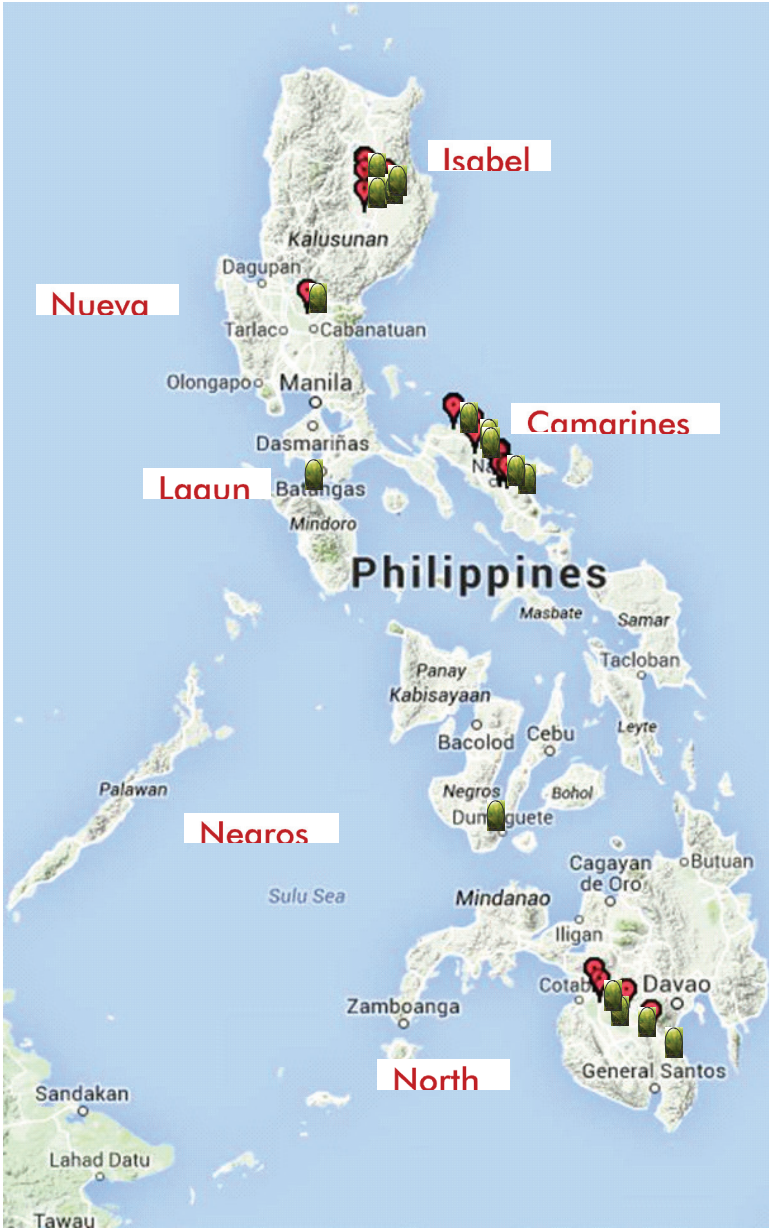 Isabel
Kalusunan
Dagupan
Nueva
Tarlac
Cabanatuan
Olongapo
Manila
Camarines
Dasmariñas
Lagun
Batangas
Mindoro
Philippines
Masbate
Samar
Tacloban
Panay
Kabisayaan
Bacolod
Cebu
Leyte
Palawan
Negros
Bohol
Negros
Cagayan
de Oro
Butuan
Sulu Sea
Mindanao
Iligan
Davao
Zamboanga
North
General Santos
Sandakan
Lahad Datu
Tawau